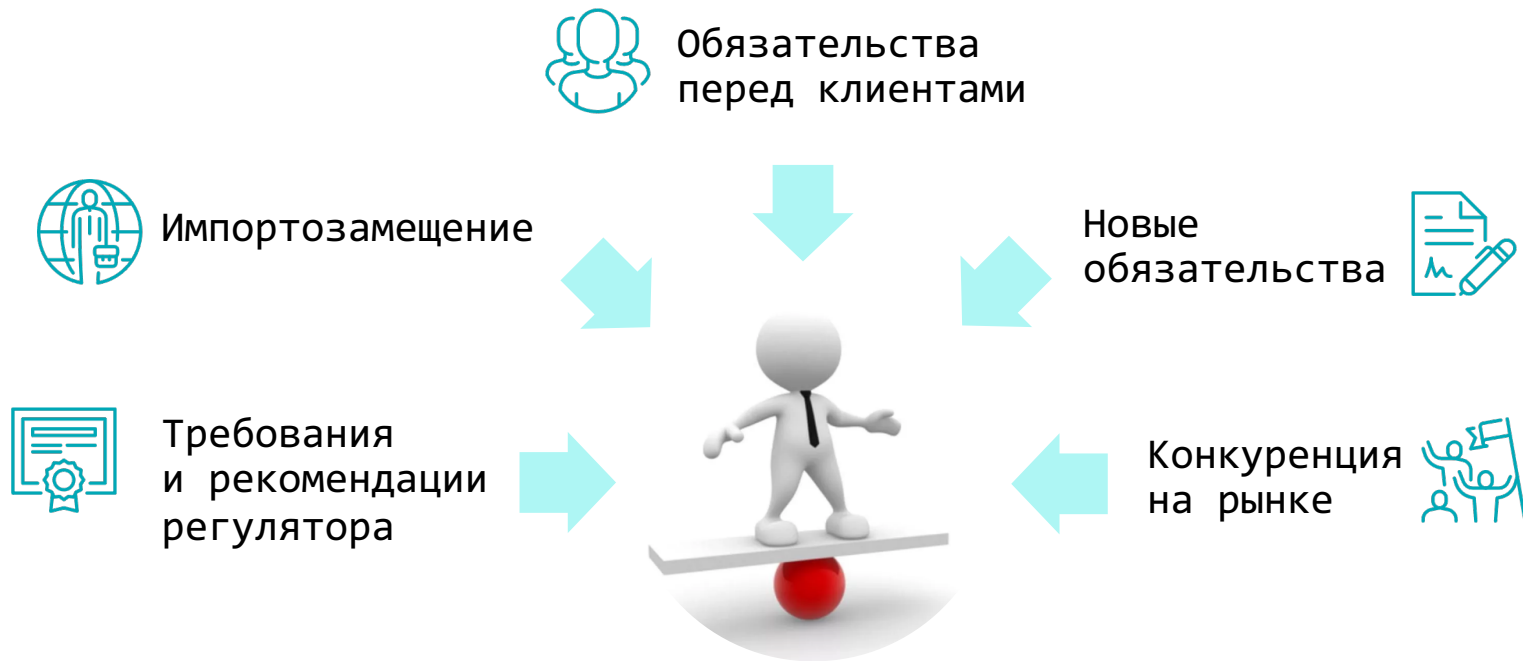 Обязательства
перед клиентами
Импортозамещение
Новые
обязательства
Требования
и рекомендации
регулятора
Конкуренция
на рынке